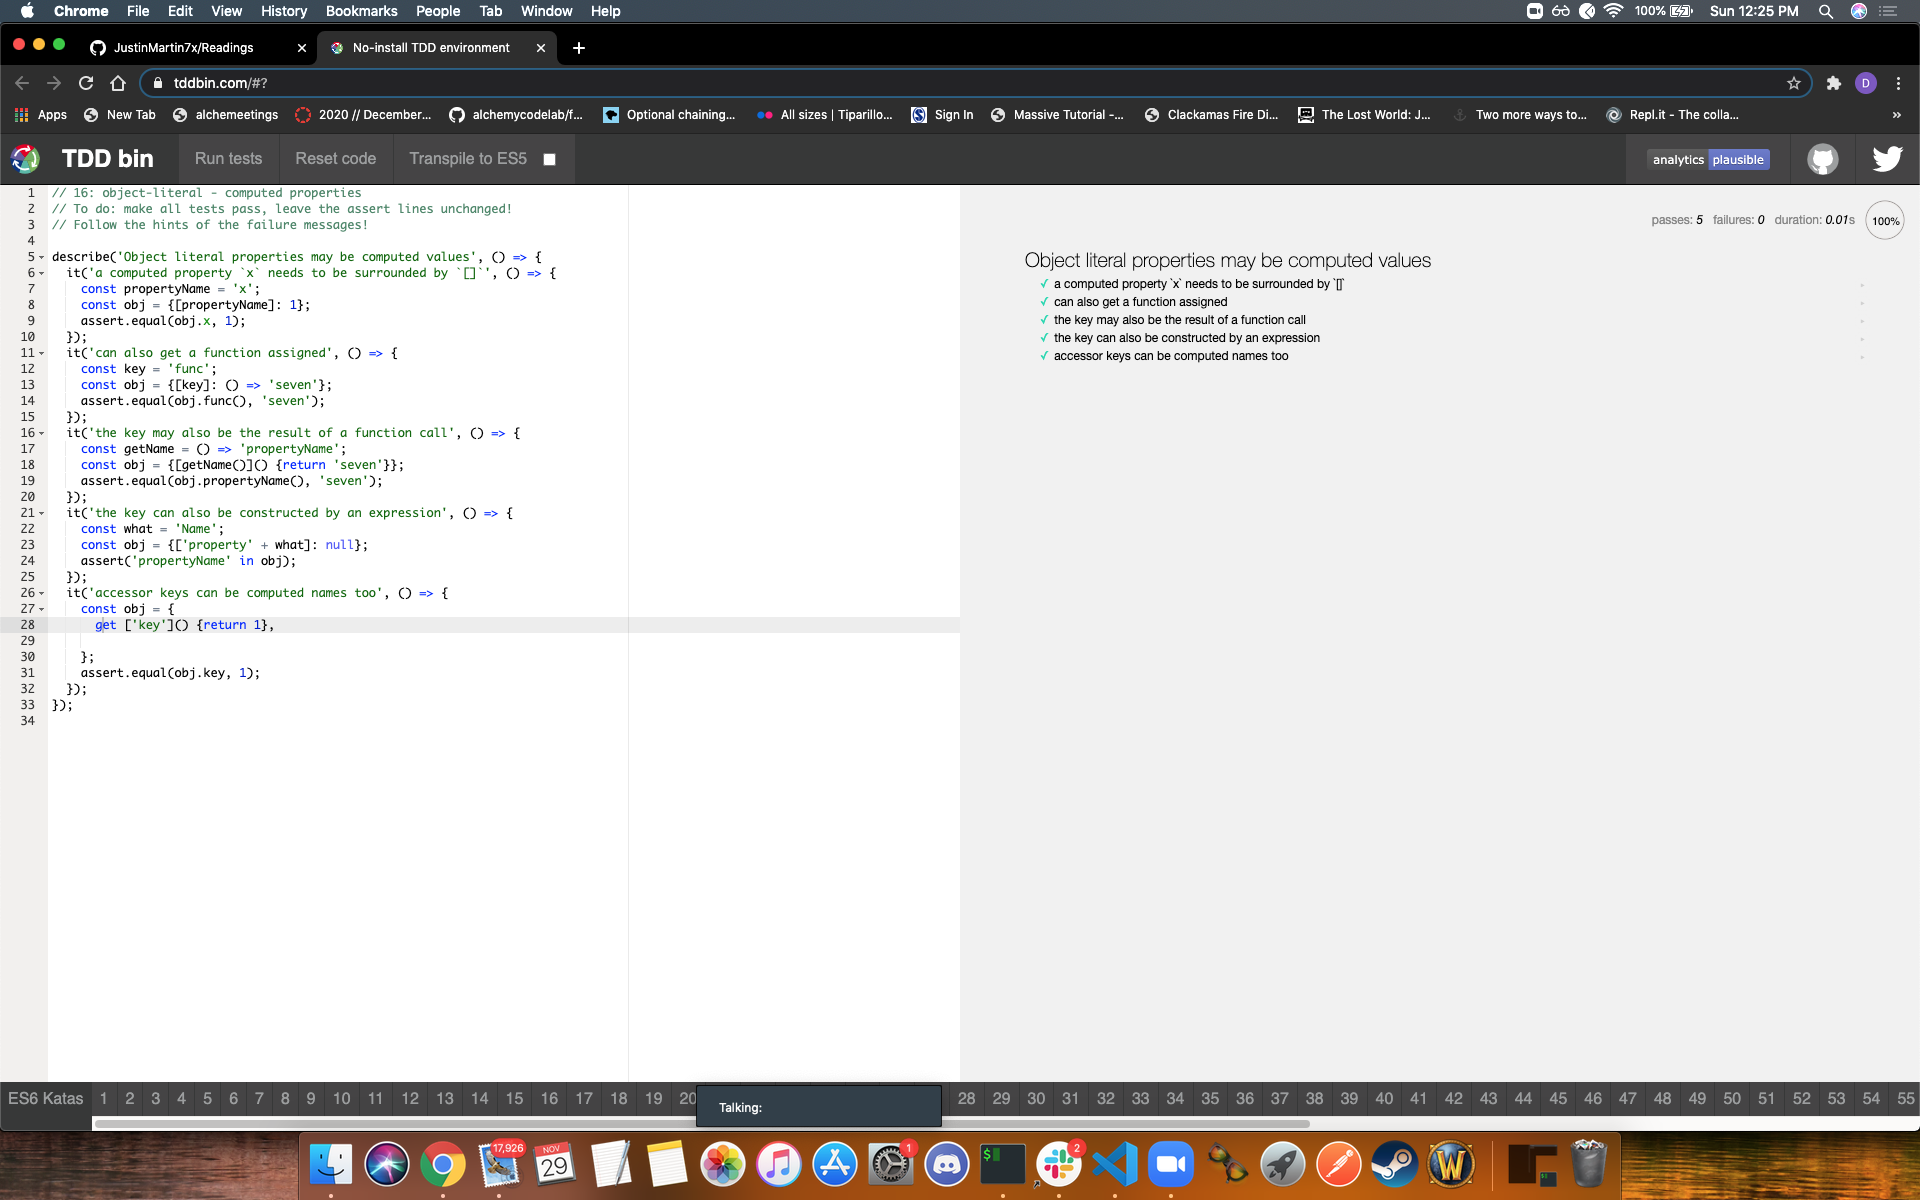 Chrome File Edit View History Bookmarks People Tab Window Help 100% Sun 12:25 PM
JustinMartin7x/Readings No-install TDD environment
tddbin.com/#? D
Apps New Tab alchemeetings 2020 // December... alchemycodelab/f... Optional chaining... All sizes | Tiparillo... Sign In Massive Tutorial -... Clackamas Fire Di... The Lost World: J... Two more ways to... Repl.it - The colla... »
TDD bin Run tests Reset code Transpile to ES5 analytics plausible
1 // 16: object-literal - computed properties
2 // To do: make all tests pass, leave the assert lines unchanged!
3 // Follow the hints of the failure messages!
4
5 describe('Object literal properties may be computed values', () => {
6 it('a computed property `x` needs to be surrounded by `[]`', () => {
7 const propertyName = 'x';
8 const obj = {[propertyName]: 1};
9 assert.equal(obj.x, 1);
10 });
11 it('can also get a function assigned', () => {
12 const key = 'func';
13 const obj = {[key]: () => 'seven'};
14 assert.equal(obj.func(), 'seven');
15 });
16 it('the key may also be the result of a function call', () => {
17 const getName = () => 'propertyName';
18 const obj = {[getName()]() {return 'seven'}};
19 assert.equal(obj.propertyName(), 'seven');
20 });
21 it('the key can also be constructed by an expression', () => {
22 const what = 'Name';
23 const obj = {['property' + what]: null};
24 assert('propertyName' in obj);
25 });
26 it('accessor keys can be computed names too', () => {
27 const obj = {
28 get ['key']() {return 1},
29
30 };
31 assert.equal(obj.key, 1);
32 });
33 });
34
passes: 5 failures: 0 duration: 0.01s 100%
Object literal properties may be computed values
✓ a computed property `x` needs to be surrounded by `[]`
✓ can also get a function assigned
✓ the key may also be the result of a function call
✓ the key can also be constructed by an expression
✓ accessor keys can be computed names too
ES6 Katas 1 2 3 4 5 6 7 8 9 10 11 12 13 14 15 16 17 18 19 20 28 29 30 31 32 33 34 35 36 37 38 39 40 41 42 43 44 45 46 47 48 49 50 51 52 53 54 55
Talking:
17,926 NOV 29 1 $ 2 W